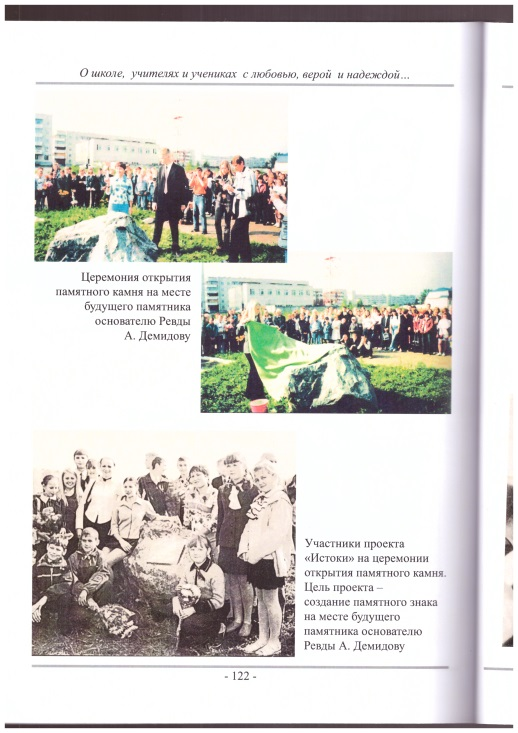 О школе, учителях и учениках с любовью, верой и надеждой...
Церемония открытия
памятного камня на месте
будущего памятника
основателю Ревды
А. Демидову
Участники проекта
«Истоки» на церемонии
открытия памятного камня.
Цель проекта –
создание памятного знака
на месте будущего
памятника основателю
Ревды А. Демидову
- 122 -